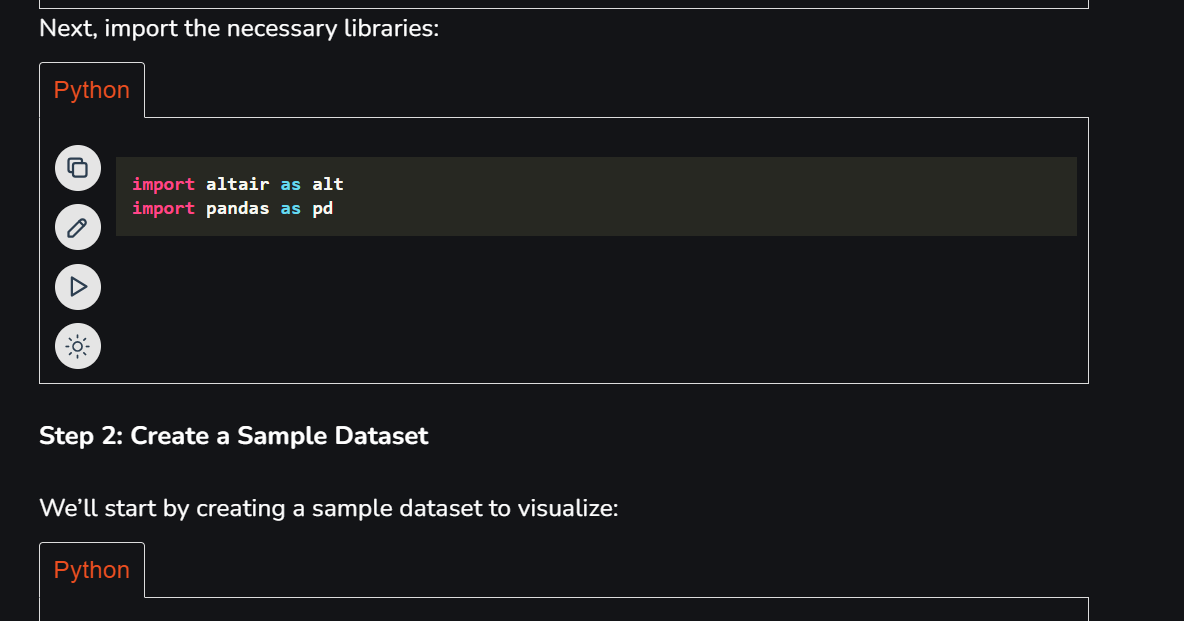 Next, import the necessary libraries:
Python
import altair as alt
import pandas as pd
Step 2: Create a Sample Dataset
We’ll start by creating a sample dataset to visualize:
Python